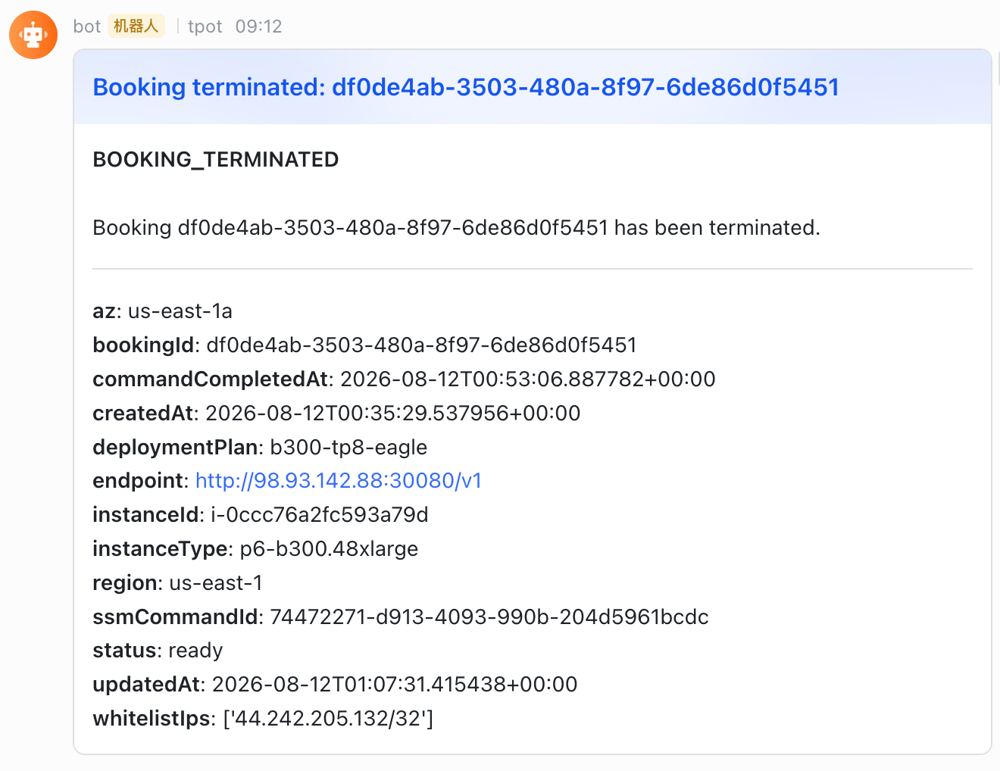 bot 机器人 | tpot 09:12
Booking terminated: df0de4ab-3503-480a-8f97-6de86d0f5451
BOOKING_TERMINATED
Booking df0de4ab-3503-480a-8f97-6de86d0f5451 has been terminated.
az: us-east-1a
bookingId: df0de4ab-3503-480a-8f97-6de86d0f5451
commandCompletedAt: 2026-08-12T00:53:06.887782+00:00
createdAt: 2026-08-12T00:35:29.537956+00:00
deploymentPlan: b300-tp8-eagle
endpoint: http://98.93.142.88:30080/v1
instanceId: i-0ccc76a2fc593a79d
instanceType: p6-b300.48xlarge
region: us-east-1
ssmCommandId: 74472271-d913-4093-990b-204d5961bcdc
status: ready
updatedAt: 2026-08-12T01:07:31.415438+00:00
whitelistIps: ['44.242.205.132/32']